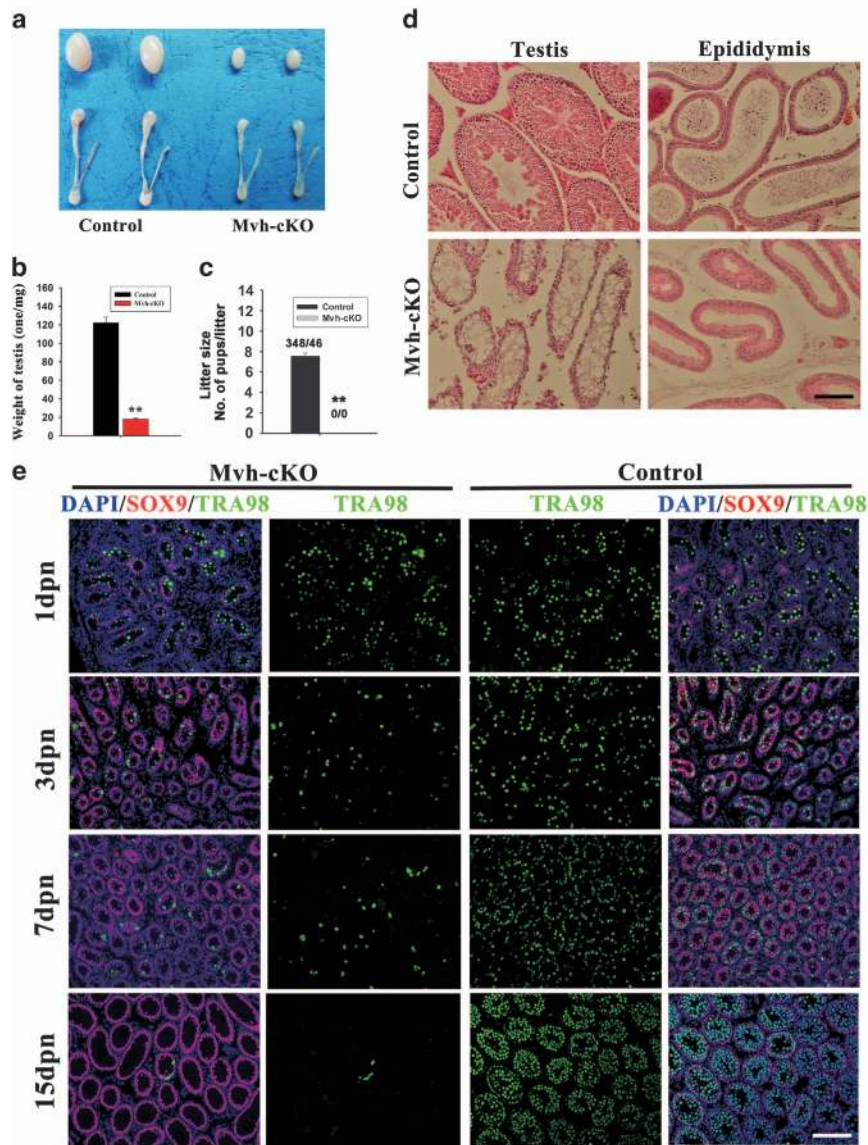 a
Control Mvh-cKO
b
Weight of testis (one/mg)
160
140
120
100
80
60
40
20
0
Control
Mvh-cKO
**
c
Litter size
No. of pups/litter
14
12
10
8
6
4
2
0
Control
Mvh-cKO
348/46
**
0/0
d
Testis Epididymis
Control
Mvh-cKO
e
Mvh-cKO Control
DAPI/SOX9/TRA98 TRA98 TRA98 DAPI/SOX9/TRA98
1dpn
3dpn
7dpn
15dpn